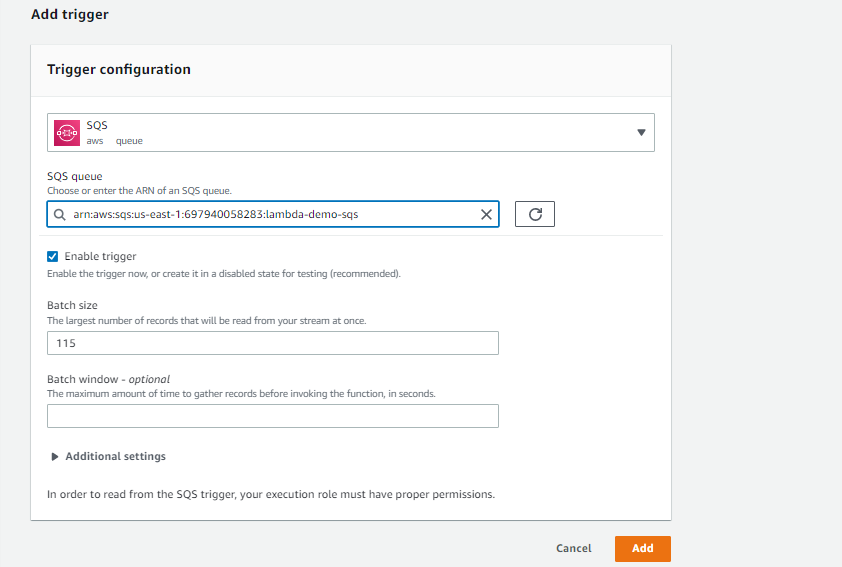 Add trigger
Trigger configuration
SQS
aws queue
SQS queue
Choose or enter the ARN of an SQS queue.
arn:aws:sqs:us-east-1:697940058283:lambda-demo-sqs
Enable trigger
Enable the trigger now, or create it in a disabled state for testing (recommended).
Batch size
The largest number of records that will be read from your stream at once.
115
Batch window - optional
The maximum amount of time to gather records before invoking the function, in seconds.
Additional settings
In order to read from the SQS trigger, your execution role must have proper permissions.
Cancel Add